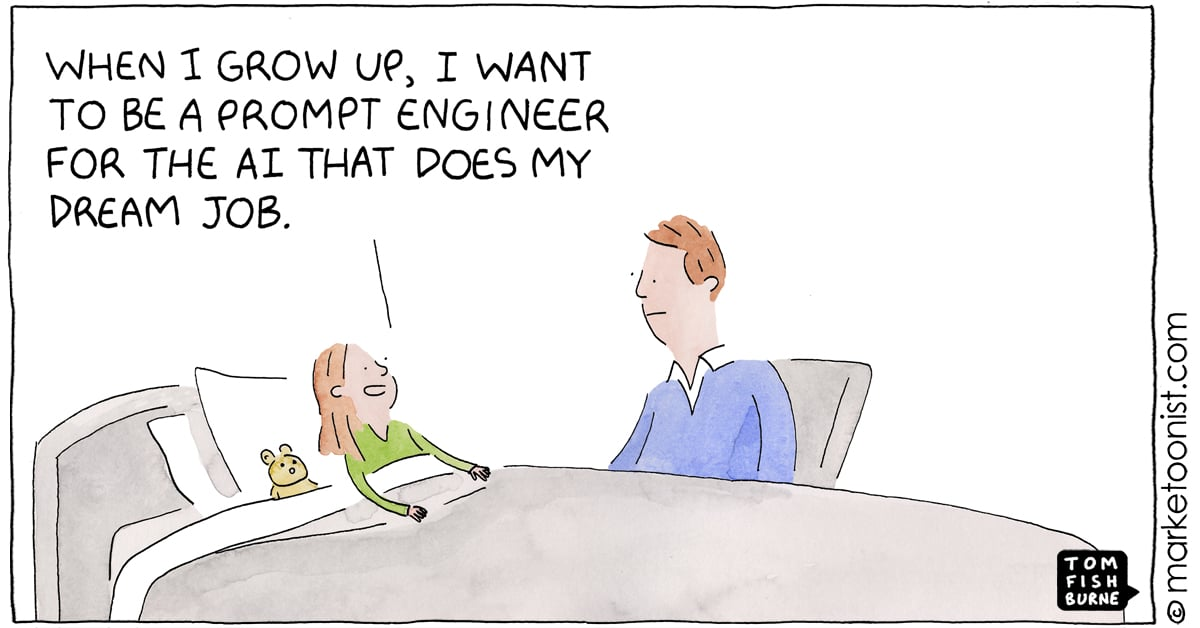 WHEN I GROW UP, I WANT
TO BE A PROMPT ENGINEER
FOR THE AI THAT DOES MY
DREAM JOB.
TOM
FISH
BURNE
© marketoonist.com